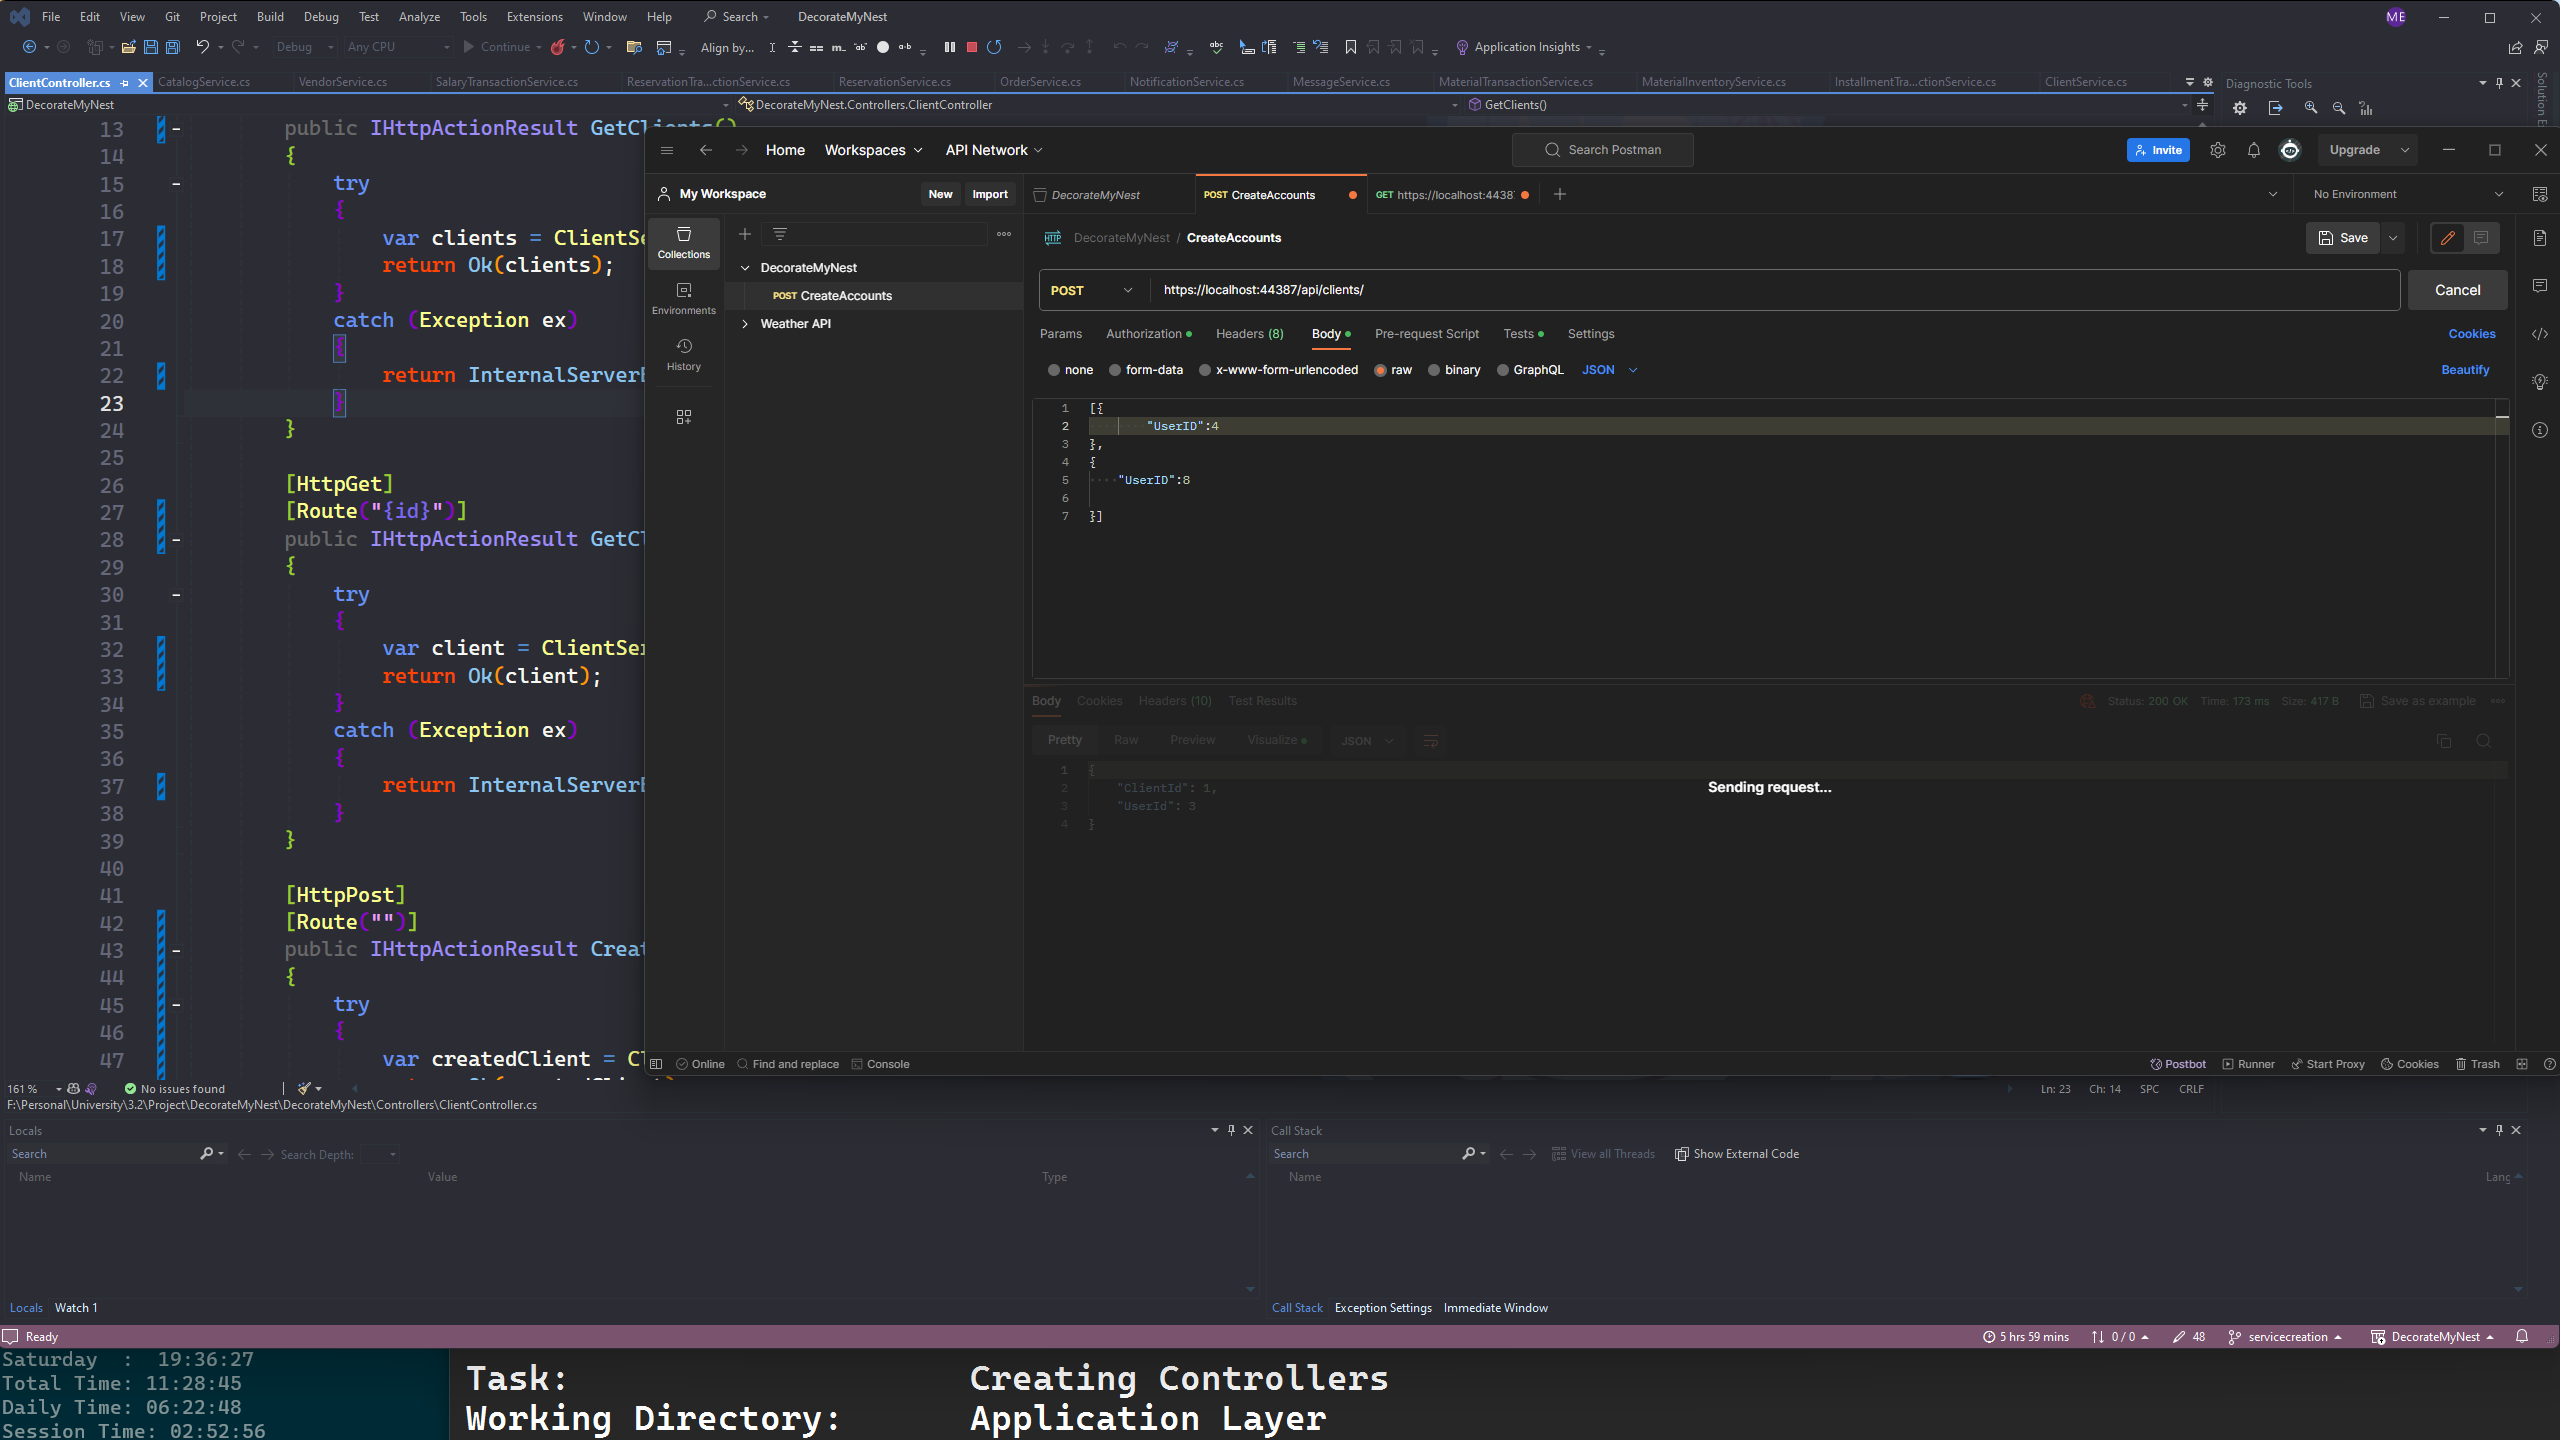 File Edit View Git Project Build Debug Test Analyze Tools Extensions Window Help Search DecorateMyNest ME
Debug Any CPU Continue Align by... Application Insights
ClientController.cs CatalogService.cs VendorService.cs SalaryTransactionService.cs ReservationTra...ctionService.cs ReservationService.cs OrderService.cs NotificationService.cs MessageService.cs MaterialTransactionService.cs MaterialInventoryService.cs InstallmentTra...ctionService.cs ClientService.cs Diagnostic Tools
DecorateMyNest DecorateMyNest.Controllers.ClientController GetClients()
13 public IHttpActionResult GetClients()
14 {
15 try
16 {
17 var clients = ClientSe
18 return Ok(clients);
19 }
20 catch (Exception ex)
21 {
22 return InternalServerE
23 }
24 }
25
26 [HttpGet]
27 [Route("{id}")]
28 public IHttpActionResult GetCl
29 {
30 try
31 {
32 var client = ClientSer
33 return Ok(client);
34 }
35 catch (Exception ex)
36 {
37 return InternalServerE
38 }
39 }
40
41 [HttpPost]
42 [Route("")]
43 public IHttpActionResult Creat
44 {
45 try
46 {
47 var createdClient = Cl
Home Workspaces API Network Search Postman Invite Upgrade
My Workspace New Import DecorateMyNest POST CreateAccounts GET https://localhost:4438 No Environment
Collections
Environments
History
DecorateMyNest
POST CreateAccounts
Weather API
HTTP DecorateMyNest / CreateAccounts Save
POST https://localhost:44387/api/clients/ Cancel
Params Authorization Headers (8) Body Pre-request Script Tests Settings Cookies
none form-data x-www-form-urlencoded raw binary GraphQL JSON Beautify
1 [{
2 "UserID":4
3 },
4 {
5 "UserID":8
6
7 }]
Body Cookies Headers (10) Test Results Status: 200 OK Time: 173 ms Size: 417 B Save as example
Pretty Raw Preview Visualize JSON
1 {
2 "ClientId": 1,
3 "UserId": 3
4 }
Sending request...
Online Find and replace Console Postbot Runner Start Proxy Cookies Trash
161 % No issues found Ln: 23 Ch: 14 SPC CRLF
F:\Personal\University\3.2\Project\DecorateMyNest\DecorateMyNest\Controllers\ClientController.cs
Locals Call Stack
Search Search Depth: Search View all Threads Show External Code
Name Value Type Name Lang
Locals Watch 1 Call Stack Exception Settings Immediate Window
Ready 5 hrs 59 mins 0 / 0 48 servicecreation DecorateMyNest
Saturday : 19:36:27
Total Time: 11:28:45
Daily Time: 06:22:48
Session Time: 02:52:56
Task: Creating Controllers
Working Directory: Application Layer